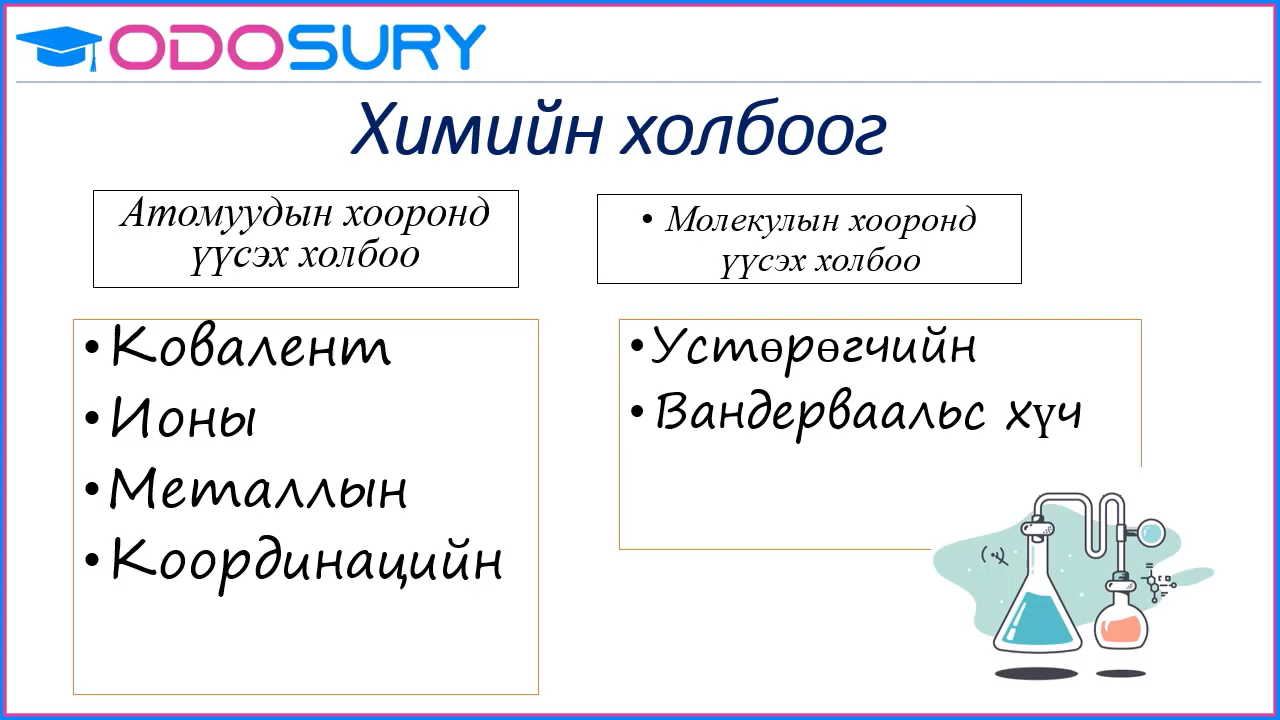 ODOSURY
Химийн холбоог
Атомуудын хооронд
үүсэх холбоо
• Молекулын хооронд
үүсэх холбоо
• Ковалент
• Ионы
• Металлын
• Координацийн
• Устөрөгчийн
• Вандерваальс хүч